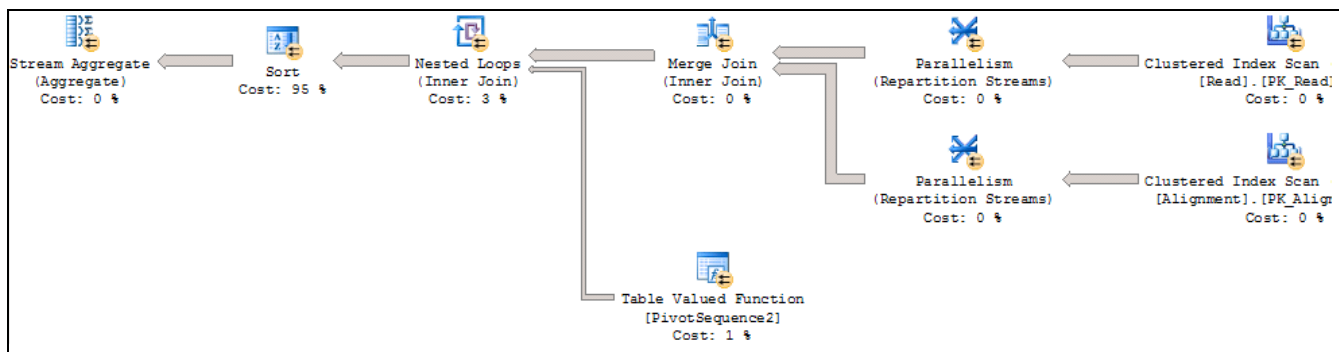 Stream Aggregate
(Aggregate)
Cost: 0 %
Sort
Cost: 95 %
Nested Loops
(Inner Join)
Cost: 3 %
Merge Join
(Inner Join)
Cost: 0 %
Parallelism
(Repartition Streams)
Cost: 0 %
Clustered Index Scan
[Read].[PK_Read]
Cost: 0 %
Parallelism
(Repartition Streams)
Cost: 0 %
Clustered Index Scan
[Alignment].[PK_Align
Cost: 0 %
Table Valued Function
[PivotSequence2]
Cost: 1 %